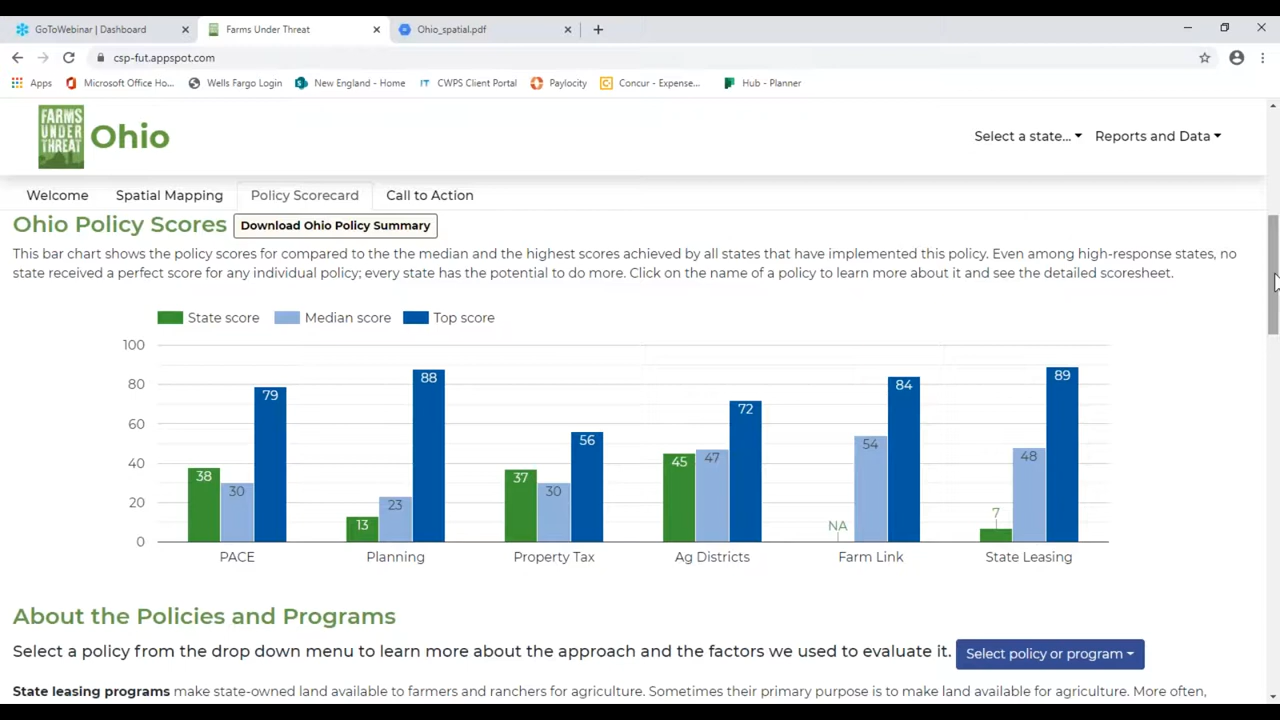 GoToWebinar | Dashboard
Farms Under Threat
Ohio_spatial.pdf
csp-fut.appspot.com
Apps
Microsoft Office Ho...
Wells Fargo Login
New England - Home
IT CWPS Client Portal
Paylocity
Concur - Expense...
Hub - Planner
FARMS
UNDER
THREAT
Ohio
Select a state...
Reports and Data
Welcome
Spatial Mapping
Policy Scorecard
Call to Action
Ohio Policy Scores
Download Ohio Policy Summary
This bar chart shows the policy scores for compared to the the median and the highest scores achieved by all states that have implemented this policy. Even among high-response states, no
state received a perfect score for any individual policy; every state has the potential to do more. Click on the name of a policy to learn more about it and see the detailed scoresheet.
State score
Median score
Top score
100
80
60
40
20
0
38
30
79
13
23
88
37
30
56
45
47
72
NA
54
84
7
48
89
PACE
Planning
Property Tax
Ag Districts
Farm Link
State Leasing
About the Policies and Programs
Select a policy from the drop down menu to learn more about the approach and the factors we used to evaluate it.
Select policy or program
State leasing programs make state-owned land available to farmers and ranchers for agriculture. Sometimes their primary purpose is to make land available for agriculture. More often,